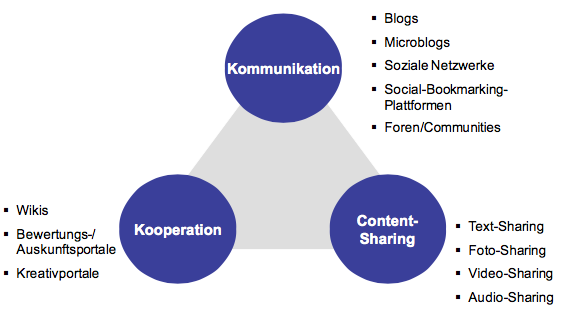 Kommunikation
▪ Blogs
▪ Microblogs
▪ Soziale Netzwerke
▪ Social-Bookmarking-
Plattformen
▪ Foren/Communities
Kooperation
▪ Wikis
▪ Bewertungs-/
Auskunftsportale
▪ Kreativportale
Content-
Sharing
▪ Text-Sharing
▪ Foto-Sharing
▪ Video-Sharing
▪ Audio-Sharing